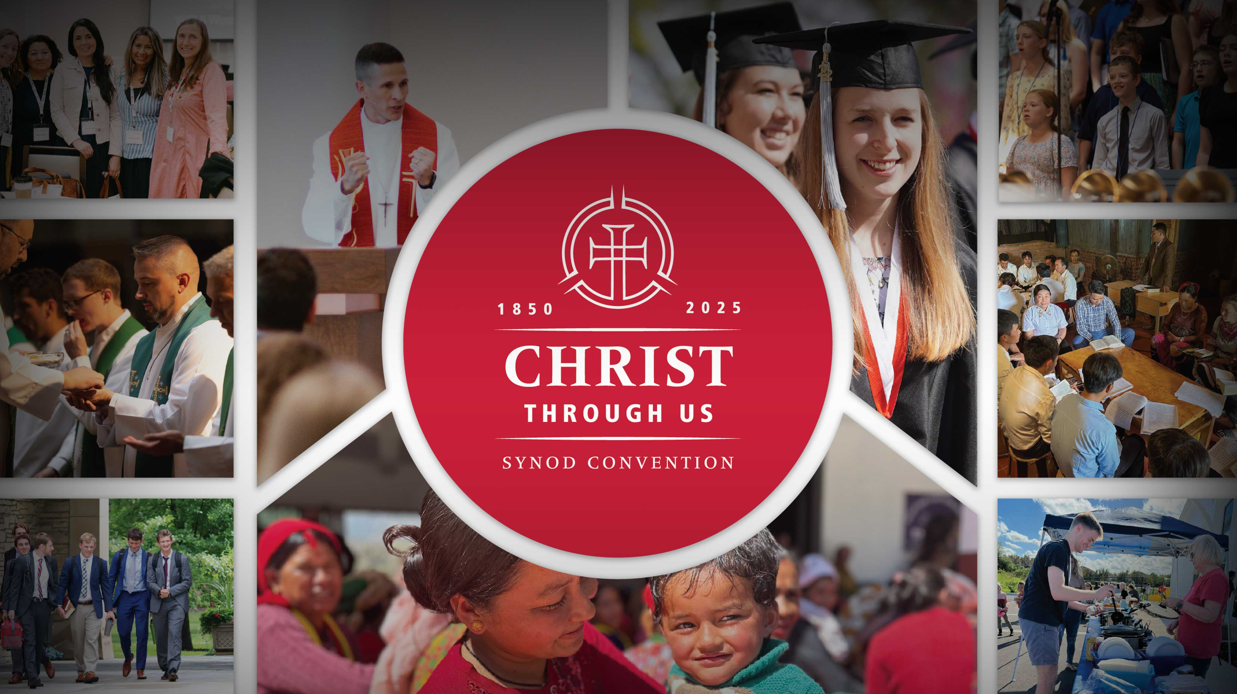 1850 2025
CHRIST
THROUGH US
SYNOD CONVENTION